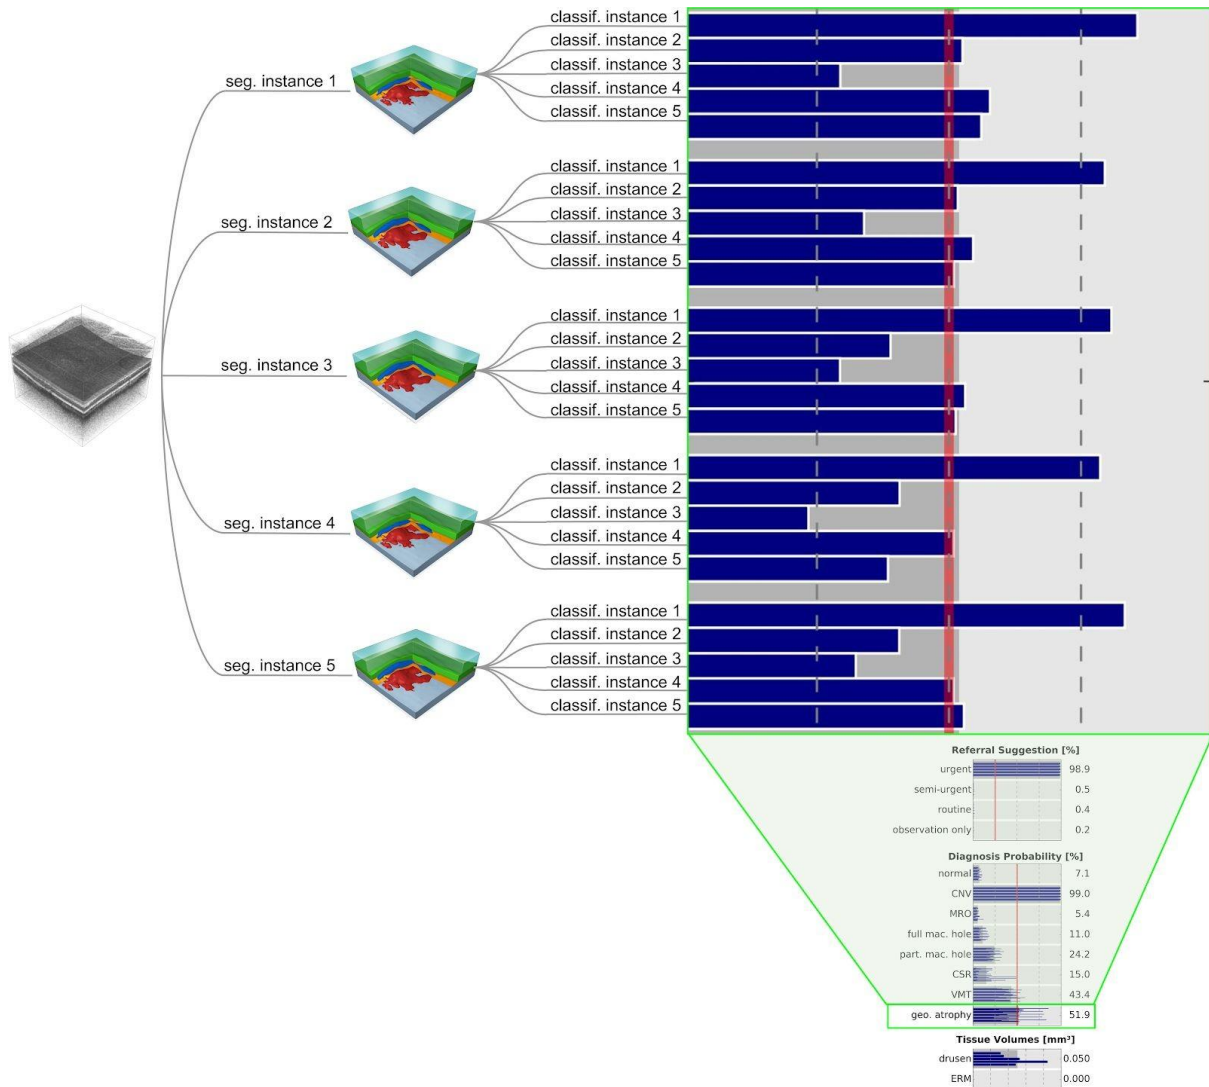 classif. instance 1
classif. instance 2
classif. instance 3
seg. instance 1
classif. instance 4
classif. instance 5
classif. instance 1
classif. instance 2
classif. instance 3
seg. instance 2
classif. instance 4
classif. instance 5
classif. instance 1
classif. instance 2
classif. instance 3
seg. instance 3
classif. instance 4
classif. instance 5
classif. instance 1
classif. instance 2
classif. instance 3
seg. instance 4
classif. instance 4
classif. instance 5
classif. instance 1
classif. instance 2
classif. instance 3
seg. instance 5
classif. instance 4
classif. instance 5
Referral Suggestion [%]
urgent 98.9
semi-urgent 0.5
routine 0.4
observation only 0.2
Diagnosis Probability [%]
normal 7.1
CNV 99.0
MRO 5.4
full mac. hole 11.0
part. mac. hole 24.2
CSR 15.0
VMT 43.4
geo. atrophy 51.9
Tissue Volumes [mm³]
drusen 0.050
ERM 0.000